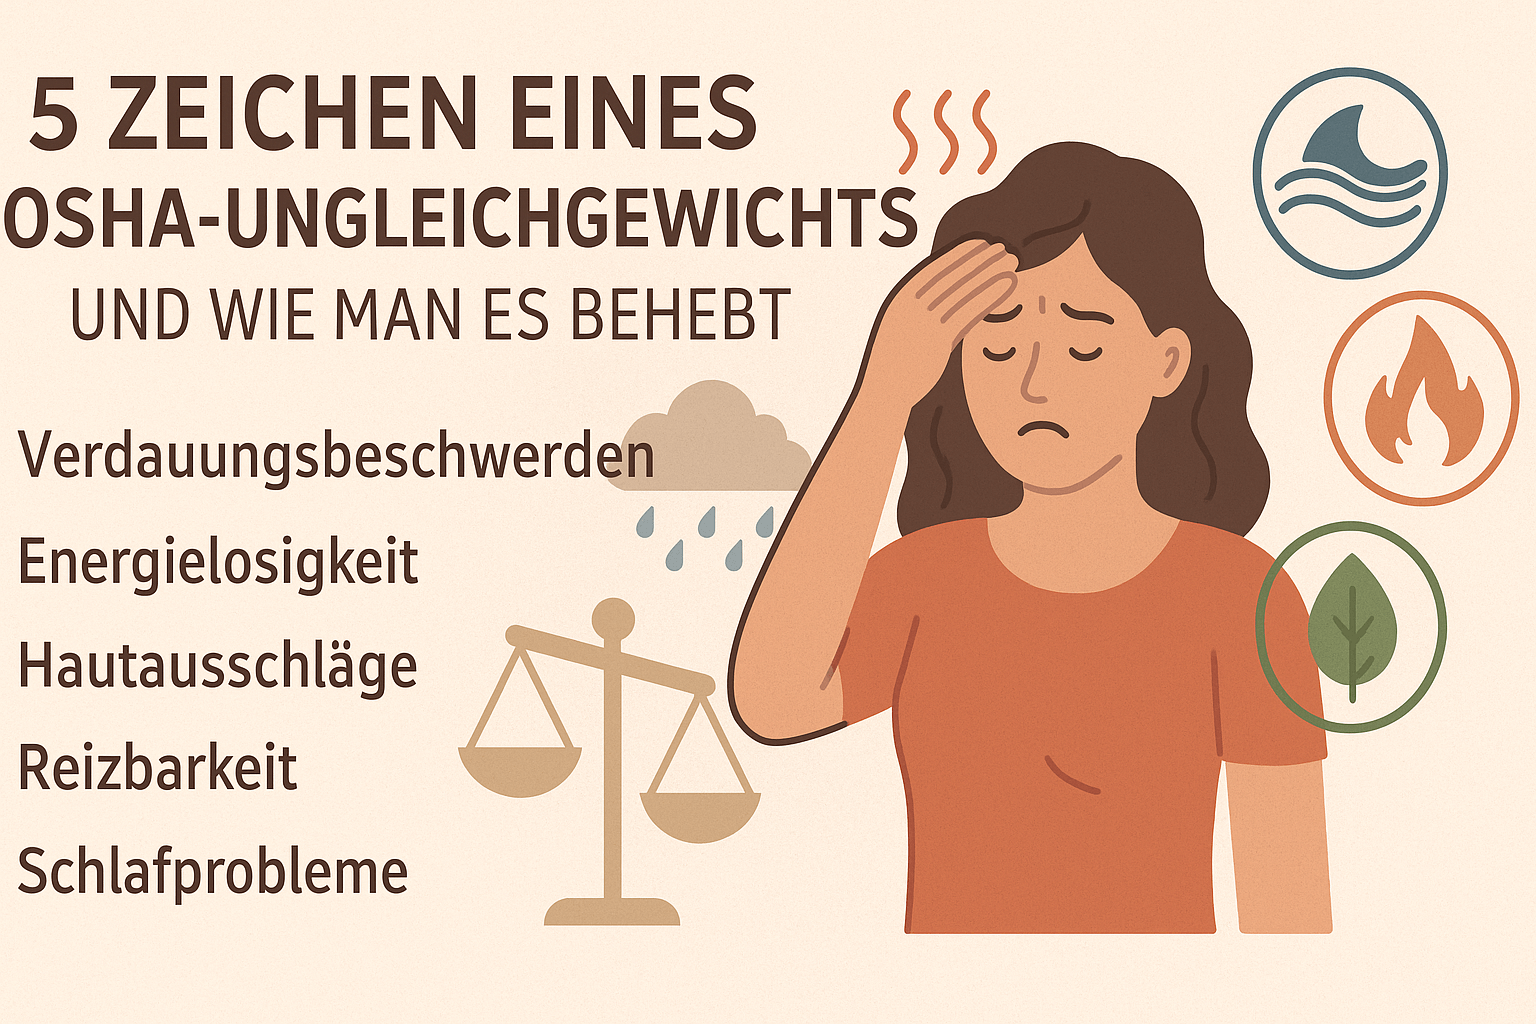 5 ZEICHEN EINES
OSHA-UNGLEICHGEWICHTS
UND WIE MAN ES BEHEBT
Verdauungsbeschwerden
Energielosigkeit
Hautausschläge
Reizbarkeit
Schlafprobleme